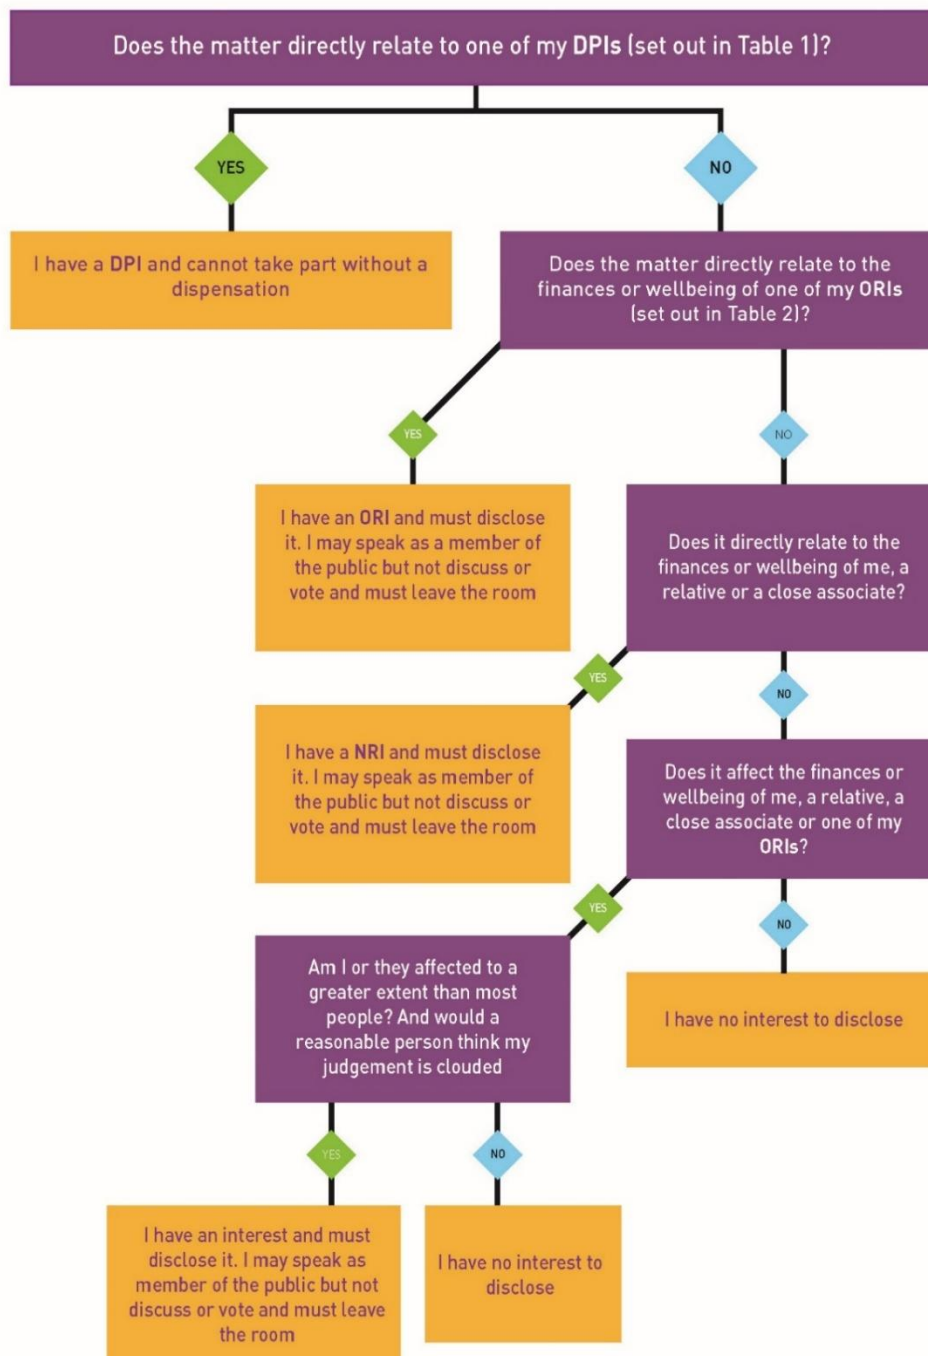 Does the matter directly relate to one of my DPIs (set out in Table 1)?
YES
NO
I have a DPI and cannot take part without a
dispensation
Does the matter directly relate to the
finances or wellbeing of one of my ORIs
(set out in Table 2)?
YES
NO
I have an ORI and must disclose
it. I may speak as a member of
the public but not discuss or
vote and must leave the room
Does it directly relate to the
finances or wellbeing of me, a
relative or a close associate?
YES
NO
I have a NRI and must disclose
it. I may speak as member of
the public but not discuss or
vote and must leave the room
Does it affect the finances or
wellbeing of me, a relative, a
close associate or one of my
ORIs?
YES
NO
Am I or they affected to a
greater extent than most
people? And would a
reasonable person think my
judgement is clouded
I have no interest to disclose
YES
NO
I have an interest and must
disclose it. I may speak as
member of the public but not
discuss or vote and must leave
the room
I have no interest to
disclose